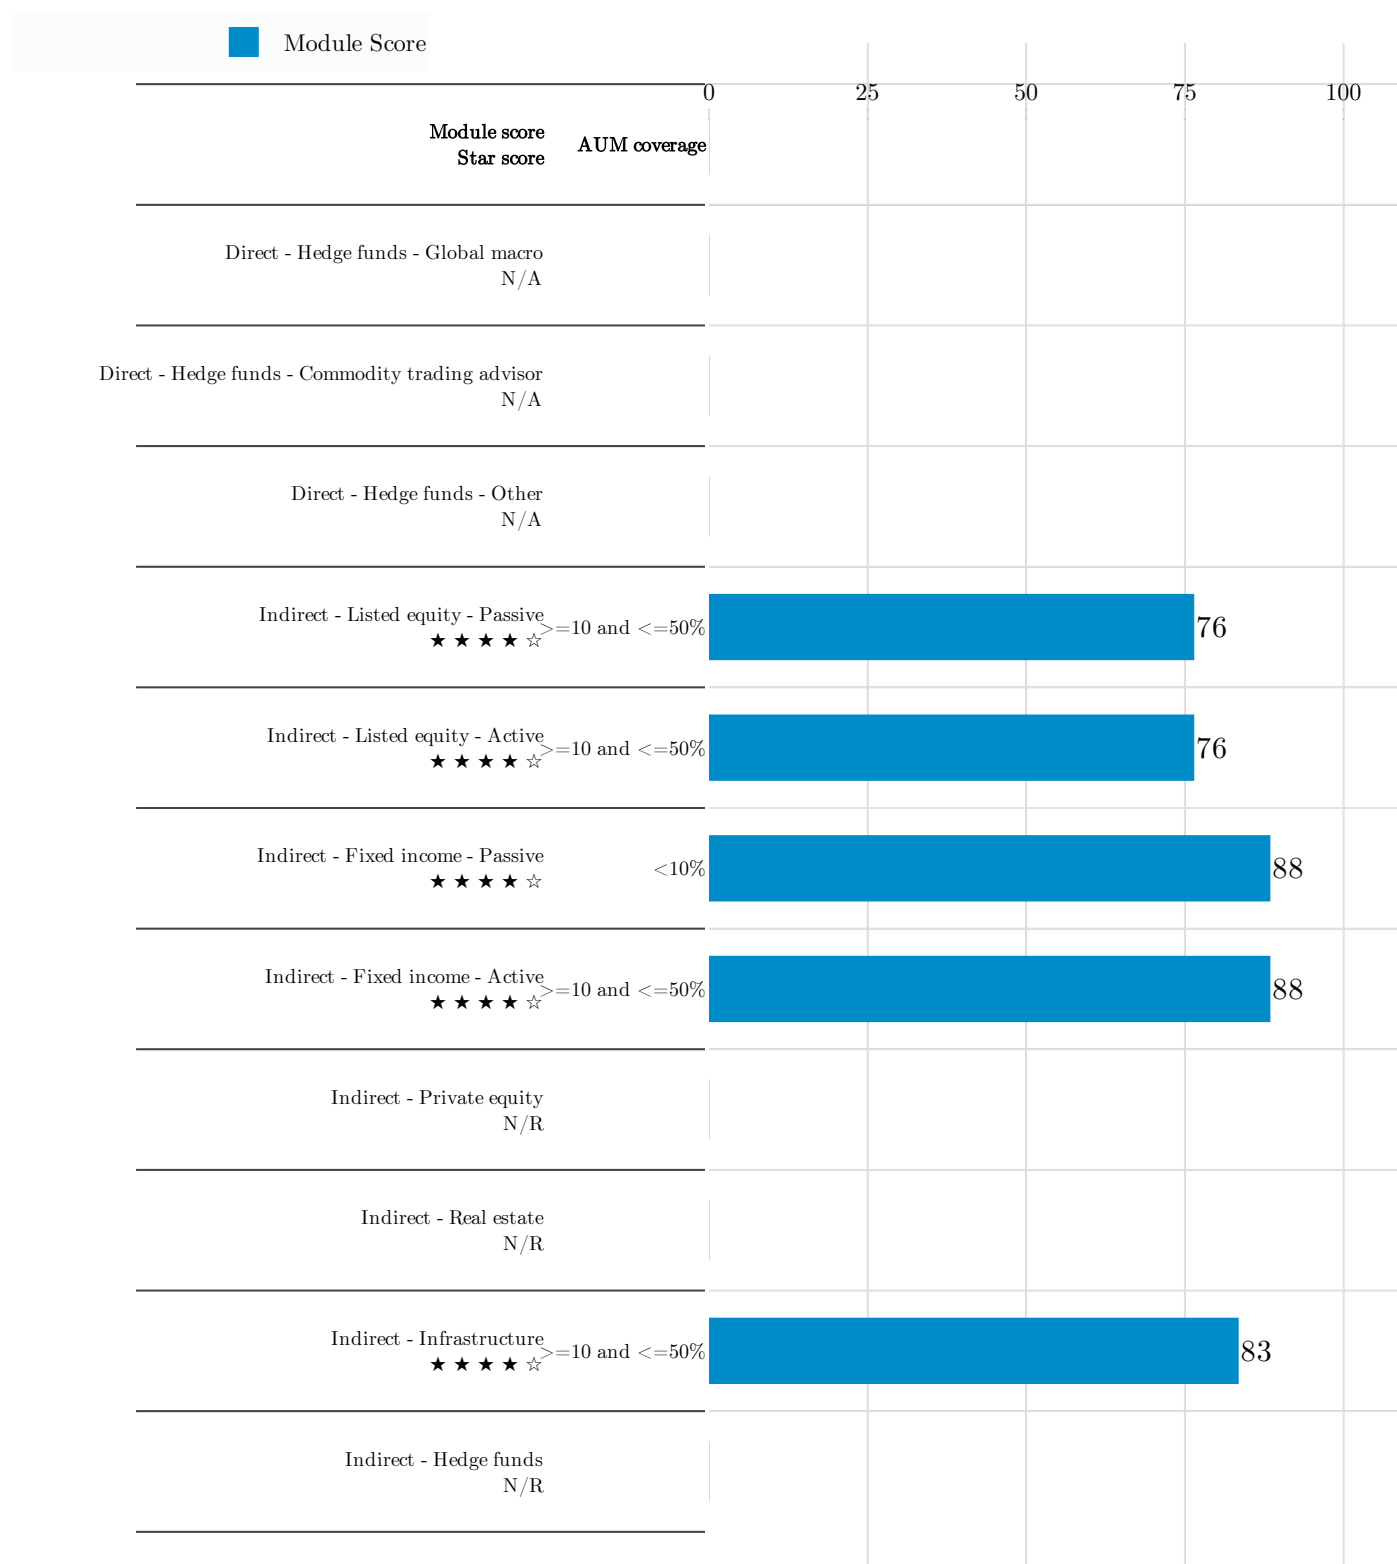 Module Score
0 25 50 75 100
Module score
Star score
AUM coverage
Direct - Hedge funds - Global macro
N/A
Direct - Hedge funds - Commodity trading advisor
N/A
Direct - Hedge funds - Other
N/A
Indirect - Listed equity - Passive
★ ★ ★ ★ ☆
>=10 and <=50%
76
Indirect - Listed equity - Active
★ ★ ★ ★ ☆
>=10 and <=50%
76
Indirect - Fixed income - Passive
★ ★ ★ ★ ☆
<10%
88
Indirect - Fixed income - Active
★ ★ ★ ★ ☆
>=10 and <=50%
88
Indirect - Private equity
N/R
Indirect - Real estate
N/R
Indirect - Infrastructure
★ ★ ★ ★ ☆
>=10 and <=50%
83
Indirect - Hedge funds
N/R